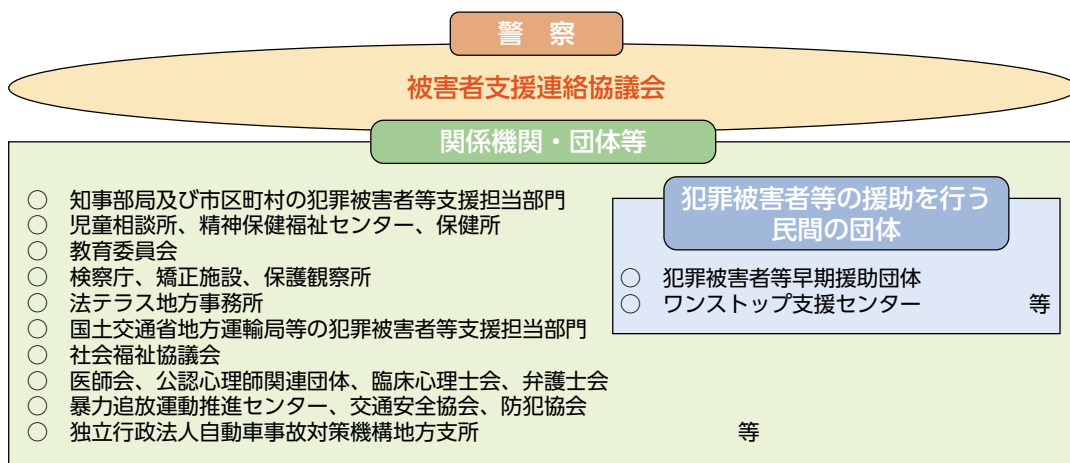 警 察
被害者支援連絡協議会
関係機関・団体等
○ 知事部局及び市区町村の犯罪被害者等支援担当部門
○ 児童相談所、精神保健福祉センター、保健所
○ 教育委員会
○ 検察庁、矯正施設、保護観察所
○ 法テラス地方事務所
○ 国土交通省地方運輸局等の犯罪被害者等支援担当部門
○ 社会福祉協議会
○ 医師会、公認心理師関連団体、臨床心理士会、弁護士会
○ 暴力追放運動推進センター、交通安全協会、防犯協会
○ 独立行政法人自動車事故対策機構地方支所 等
犯罪被害者等の援助を行う
民間の団体
○ 犯罪被害者等早期援助団体
○ ワンストップ支援センター 等